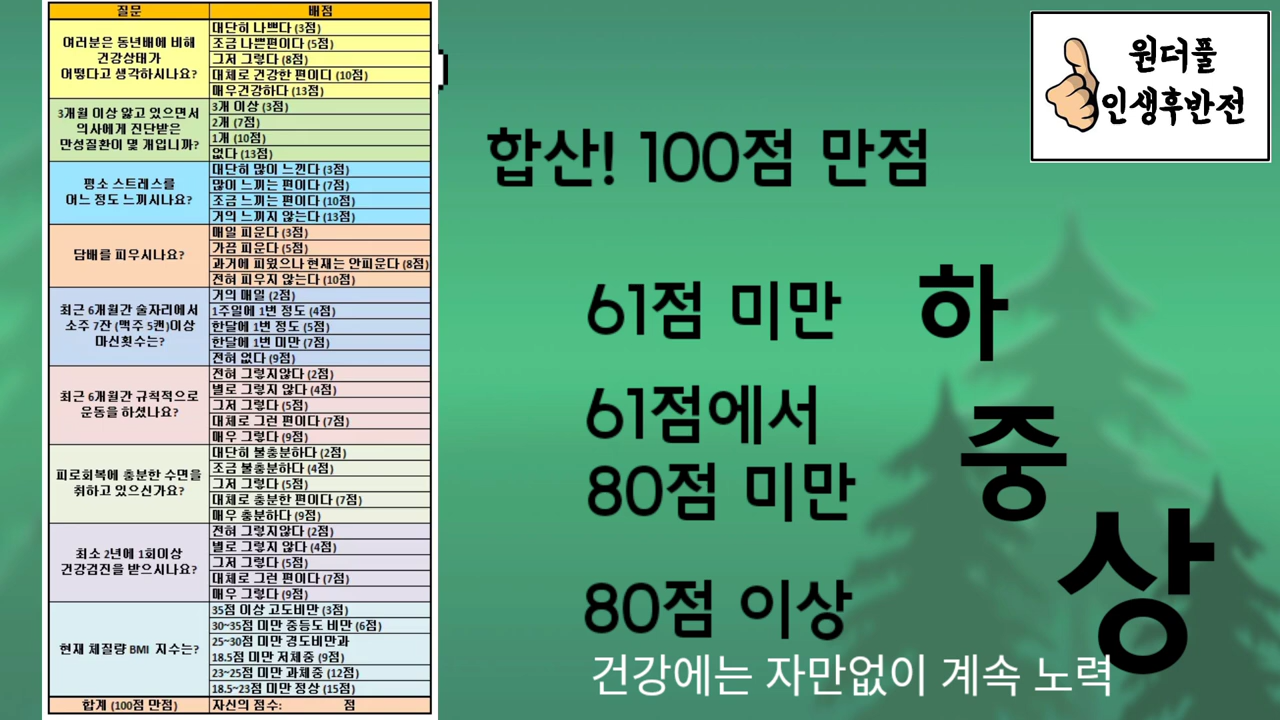 질문 배점
여러분은 동년배에 비해
건강상태가
어떻다고 생각하시나요?
대단히 나쁘다 (3점)
조금 나쁜편이다 (5점)
그저 그렇다 (8점)
대체로 건강한 편이디 (10점)
매우건강하다 (13점)
3개월 이상 앓고 있으면서
의사에게 진단받은
만성질환이 몇 개입니까?
3개 이상 (3점)
2개 (7점)
1개 (10점)
없다 (13점)
평소 스트레스를
어느 정도 느끼시나요?
대단히 많이 느낀다 (3점)
많이 느끼는 편이다 (7점)
조금 느끼는 편이다 (10점)
거의 느끼지 않는다 (13점)
담배를 피우시나요?
매일 피운다 (3점)
가끔 피운다 (5점)
과거에 피웠으나 현재는 안피운다 (8점)
전혀 피우지 않는다 (10점)
최근 6개월간 술자리에서
소주 7잔 (맥주 5캔)이상
마신횟수는?
거의 매일 (2점)
1주일에 1번 정도 (4점)
한달에 1번 정도 (5점)
한달에 1번 미만 (7점)
전혀 없다 (9점)
최근 6개월간 규칙적으로
운동을 하셨나요?
전혀 그렇지않다 (2점)
별로 그렇지 않다 (4점)
그저 그렇다 (5점)
대체로 그런 편이다 (7점)
매우 그렇다 (9점)
피로회복에 충분한 수면을
취하고 있으신가요?
대단히 불충분하다 (2점)
조금 불충분하다 (4점)
그저 그렇다 (5점)
대체로 충분한 편이다 (7점)
매우 충분하다 (9점)
최소 2년에 1회이상
건강검진을 받으시나요?
전혀 그렇지않다 (2점)
별로 그렇지 않다 (4점)
그저 그렇다 (5점)
대체로 그런 편이다 (7점)
매우 그렇다 (9점)
현재 체질량 BMI 지수는?
35점 이상 고도비만 (3점)
30~35점 미만 중등도 비만 (6점)
25~30점 미만 경도비만과
18.5점 미만 저체중 (9점)
23~25점 미만 과체중 (12점)
18.5~23점 미만 정상 (15점)
합계 (100점 만점) 자신의 점수: 점
원더풀
인생후반전
합산! 100점 만점
61점 미만 하
61점에서
80점 미만 중
80점 이상 상
건강에는 자만없이 계속 노력